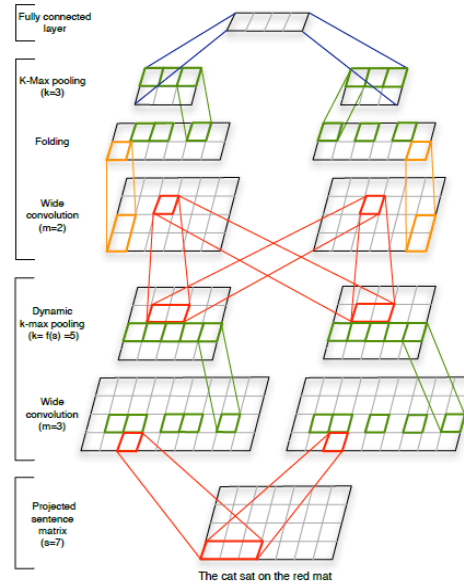 Fully connected
layer
K-Max pooling
(k=3)
Folding
Wide
convolution
(m=2)
Dynamic
k-max pooling
(k= f(s) =5)
Wide
convolution
(m=3)
Projected
sentence
matrix
(s=7)
The cat sat on the red mat